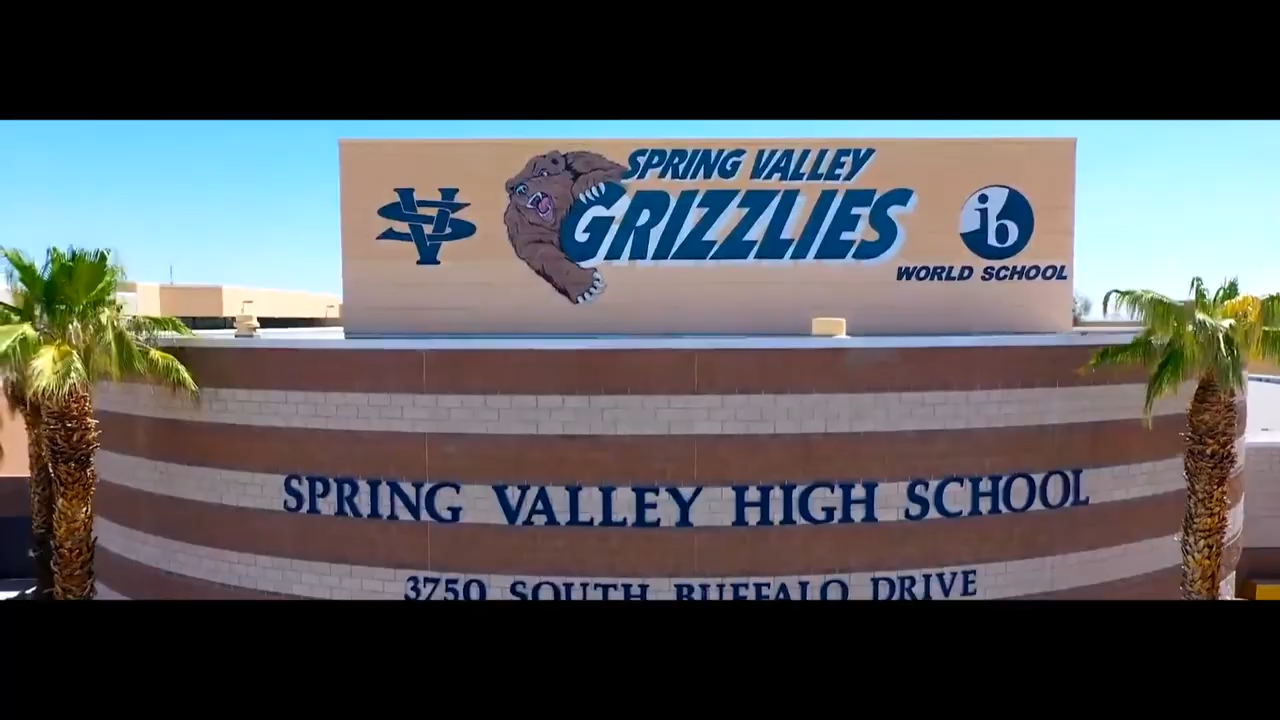 SV
SPRING VALLEY
GRIZZLIES
ib
WORLD SCHOOL
SPRING VALLEY HIGH SCHOOL
3750 SOUTH BUFFALO DRIVE